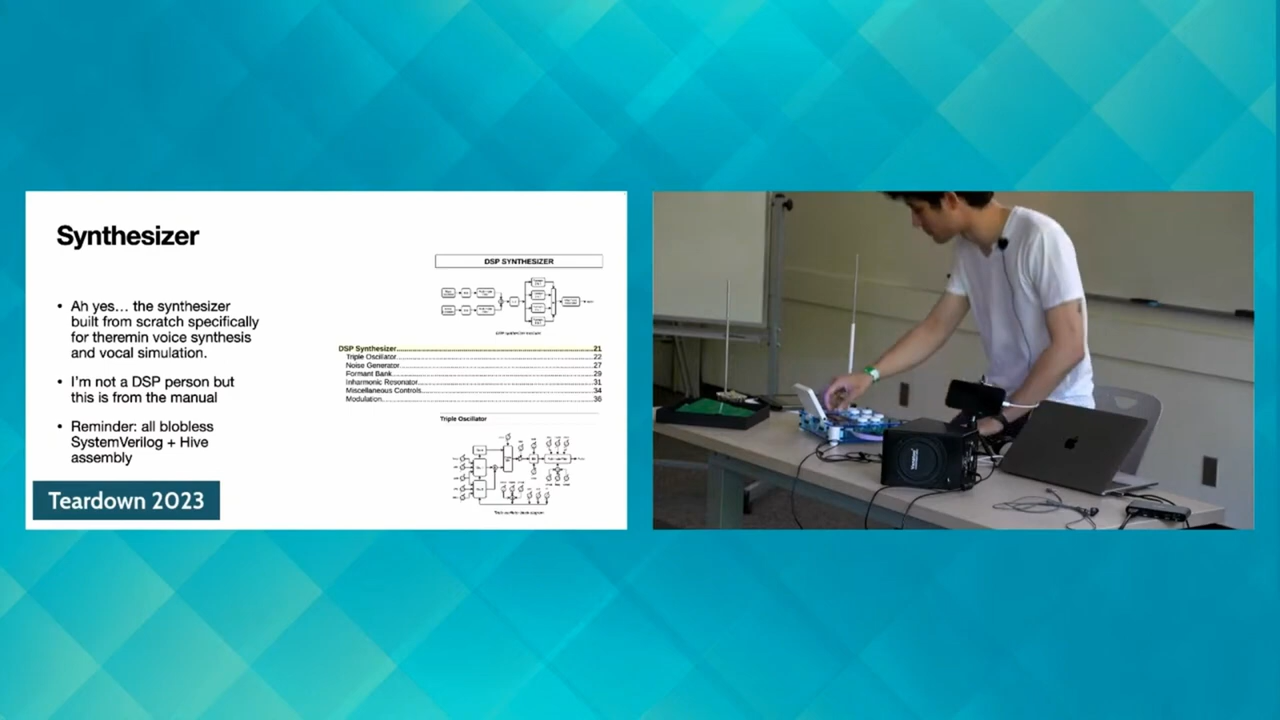 Synthesizer
• Ah yes... the synthesizer
built from scratch specifically
for theremin voice synthesis
and vocal simulation.
• I'm not a DSP person but
this is from the manual
• Reminder: all blobless
SystemVerilog + Hive
assembly
DSP SYNTHESIZER
DSP Synthesizer 21
Triple Oscillator 22
Noise Generator 27
Formant Bank 29
Inharmonic Resonator 31
Miscellaneous Controls 34
Modulation 36
Triple Oscillator
Teardown 2023